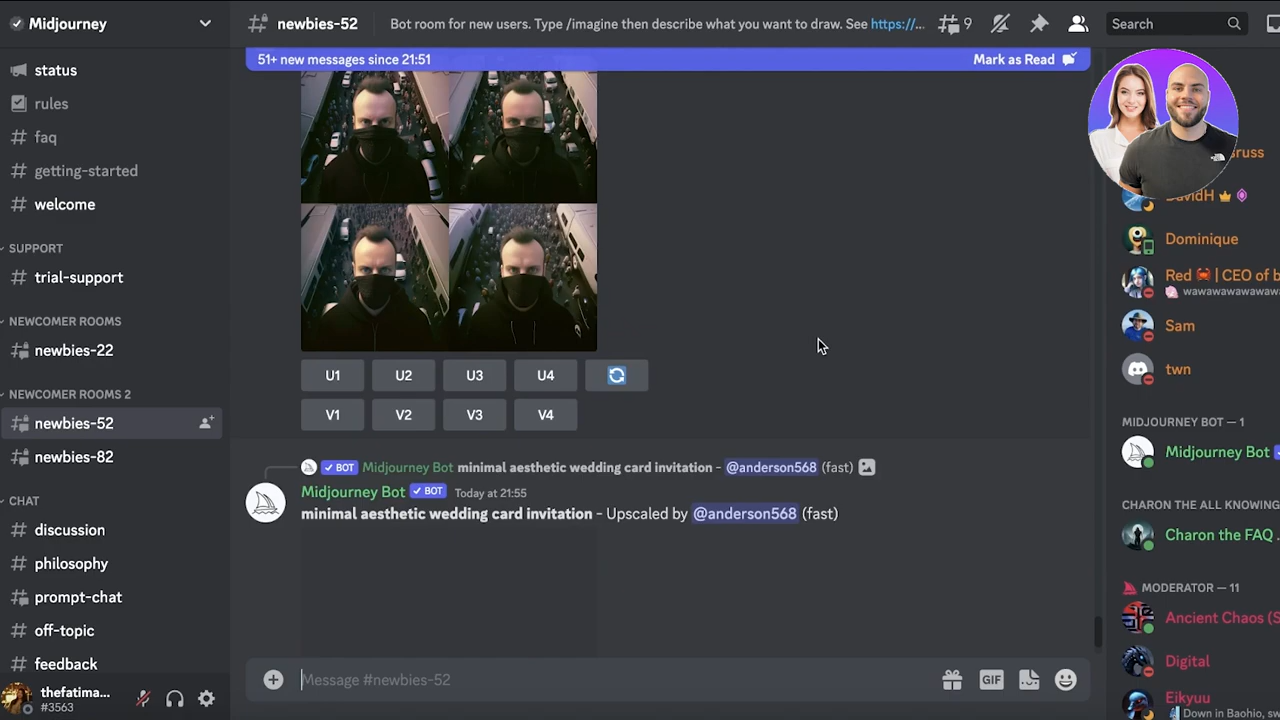 Midjourney
newbies-52
Bot room for new users. Type /imagine then describe what you want to draw. See https://...
9
Search
51+ new messages since 21:51
Mark as Read
status
rules
faq
getting-started
welcome
SUPPORT
trial-support
NEWCOMER ROOMS
newbies-22
NEWCOMER ROOMS 2
newbies-52
newbies-82
CHAT
discussion
philosophy
prompt-chat
off-topic
feedback
thefatima...
#3563
U1 U2 U3 U4
V1 V2 V3 V4
BOT Midjourney Bot minimal aesthetic wedding card invitation - @anderson568 (fast)
Midjourney Bot BOT Today at 21:55
minimal aesthetic wedding card invitation - Upscaled by @anderson568 (fast)
Message #newbies-52
GIF
DavidH
Dominique
Red | CEO of b
wawawawawawaw
Sam
twn
MIDJOURNEY BOT — 1
Midjourney Bot
CHARON THE ALL KNOWING
Charon the FAQ
MODERATOR — 11
Ancient Chaos (S
Digital
Eikyuu
Down in Baohio, sw